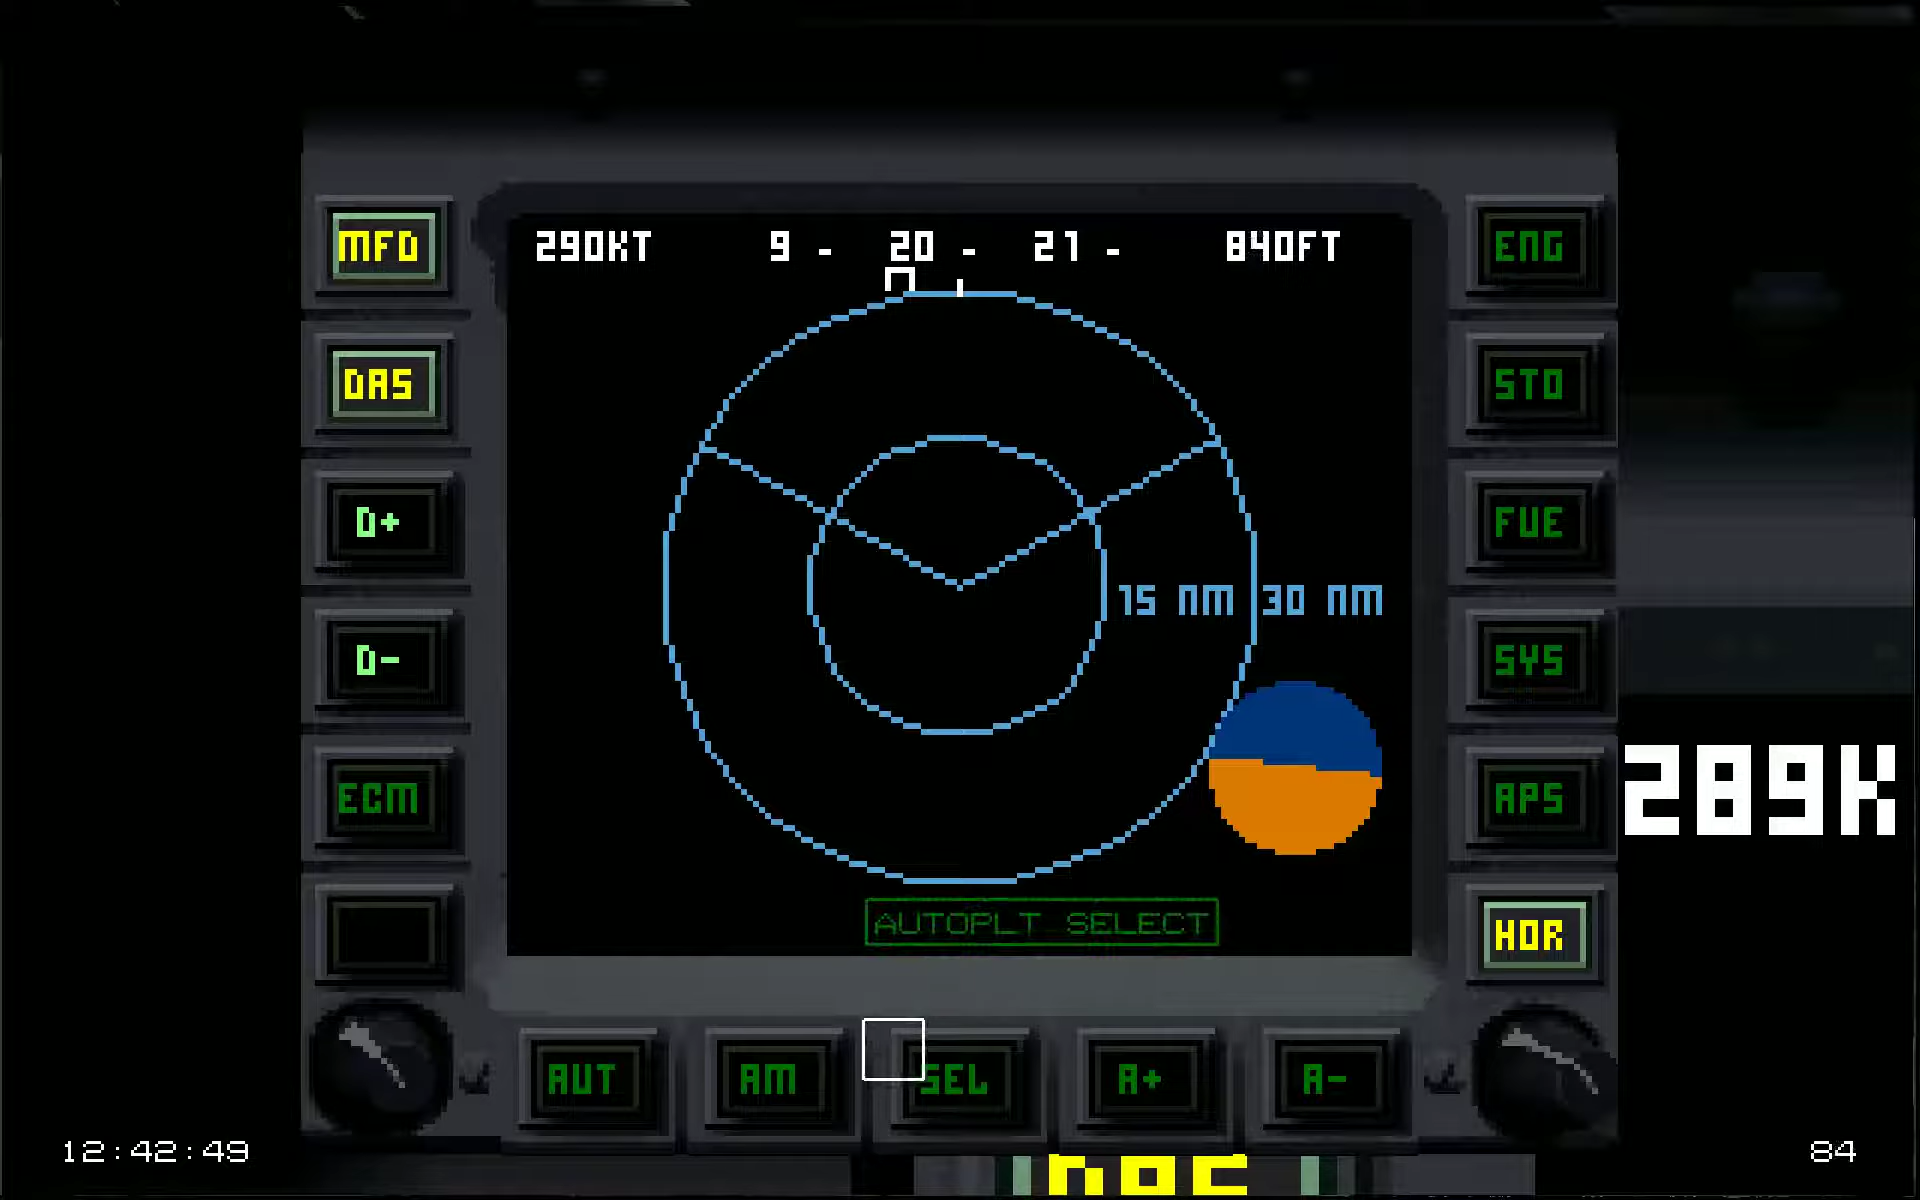 290KT 9 - 20 - 21 - 840FT
MFD
DAS
D+
D-
ECM
ENG
STO
FUE
SYS
APS
HOR
15 nm 30 nm
AUTOPLT SELECT
289K
AUT AM SEL A+ A-
12:42:49
84